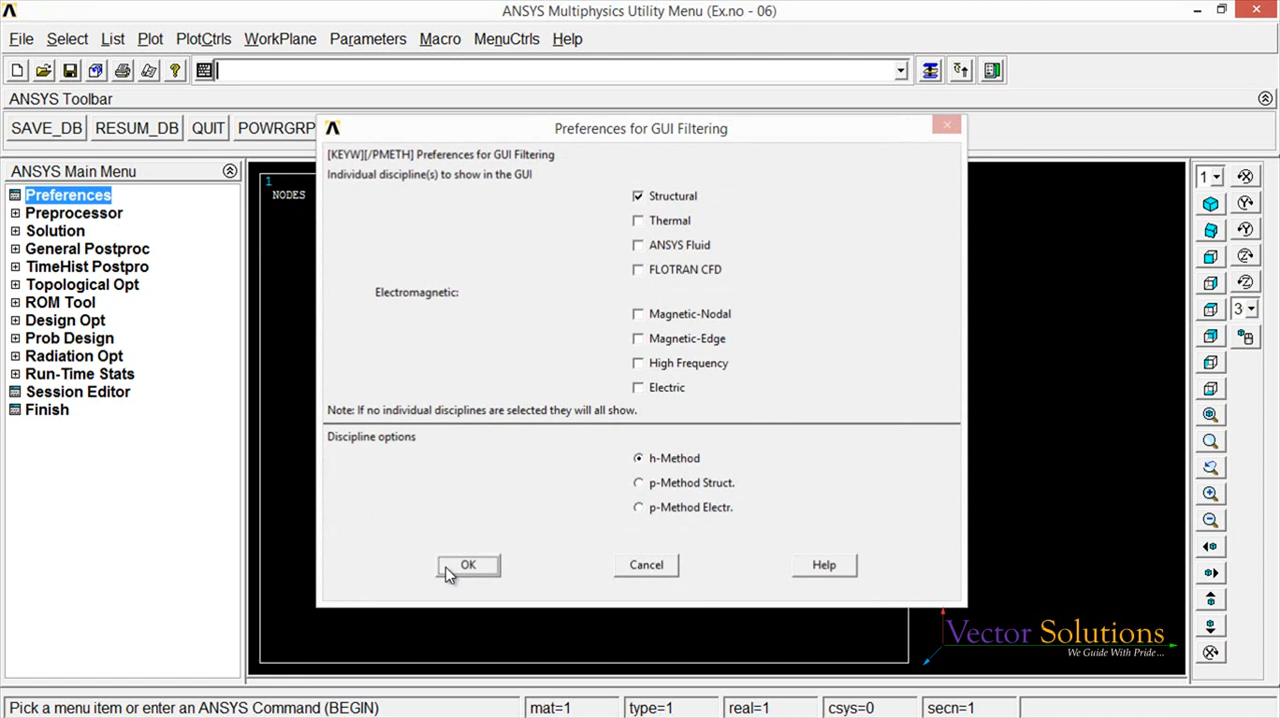 ANSYS Multiphysics Utility Menu (Ex.no - 06)
File Select List Plot PlotCtrls WorkPlane Parameters Macro MenuCtrls Help
ANSYS Toolbar
SAVE_DB RESUM_DB QUIT POWRGRP
ANSYS Main Menu
Preferences
Preprocessor
Solution
General Postproc
TimeHist Postpro
Topological Opt
ROM Tool
Design Opt
Prob Design
Radiation Opt
Run-Time Stats
Session Editor
Finish
1
NODES
Preferences for GUI Filtering
[KEYW][/PMETH] Preferences for GUI Filtering
Individual discipline(s) to show in the GUI
Structural
Thermal
ANSYS Fluid
FLOTRAN CFD
Electromagnetic:
Magnetic-Nodal
Magnetic-Edge
High Frequency
Electric
Note: If no individual disciplines are selected they will all show.
Discipline options
h-Method
p-Method Struct.
p-Method Electr.
OK Cancel Help
1
3
Vector Solutions
We Guide With Pride...
Pick a menu item or enter an ANSYS Command (BEGIN) mat=1 type=1 real=1 csys=0 secn=1